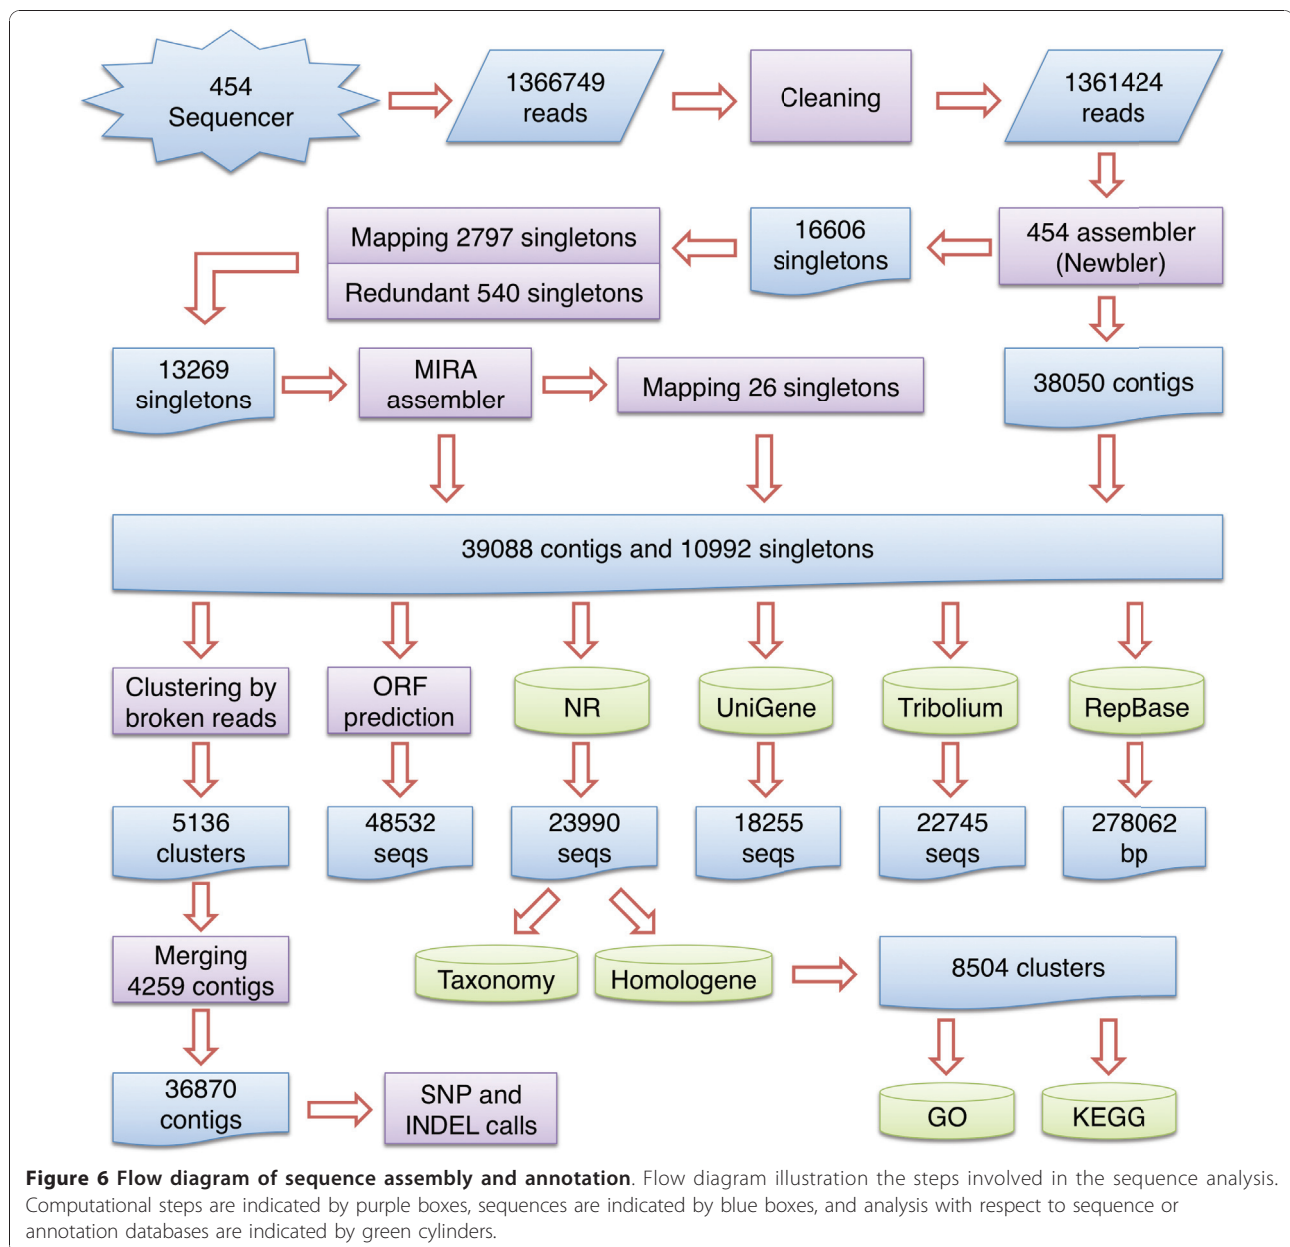 454
Sequencer
1366749
reads
Cleaning
1361424
reads
Mapping 2797 singletons
Redundant 540 singletons
16606
singletons
454 assembler
(Newbler)
13269
singletons
MIRA
assembler
Mapping 26 singletons
38050 contigs
39088 contigs and 10992 singletons
Clustering by
broken reads
ORF
prediction
NR
UniGene
Tribolium
RepBase
5136
clusters
48532
seqs
23990
seqs
18255
seqs
22745
seqs
278062
bp
Merging
4259 contigs
Taxonomy
Homologene
8504 clusters
36870
contigs
SNP and
INDEL calls
GO
KEGG
Figure 6 Flow diagram of sequence assembly and annotation. Flow diagram illustration the steps involved in the sequence analysis.
Computational steps are indicated by purple boxes, sequences are indicated by blue boxes, and analysis with respect to sequence or
annotation databases are indicated by green cylinders.